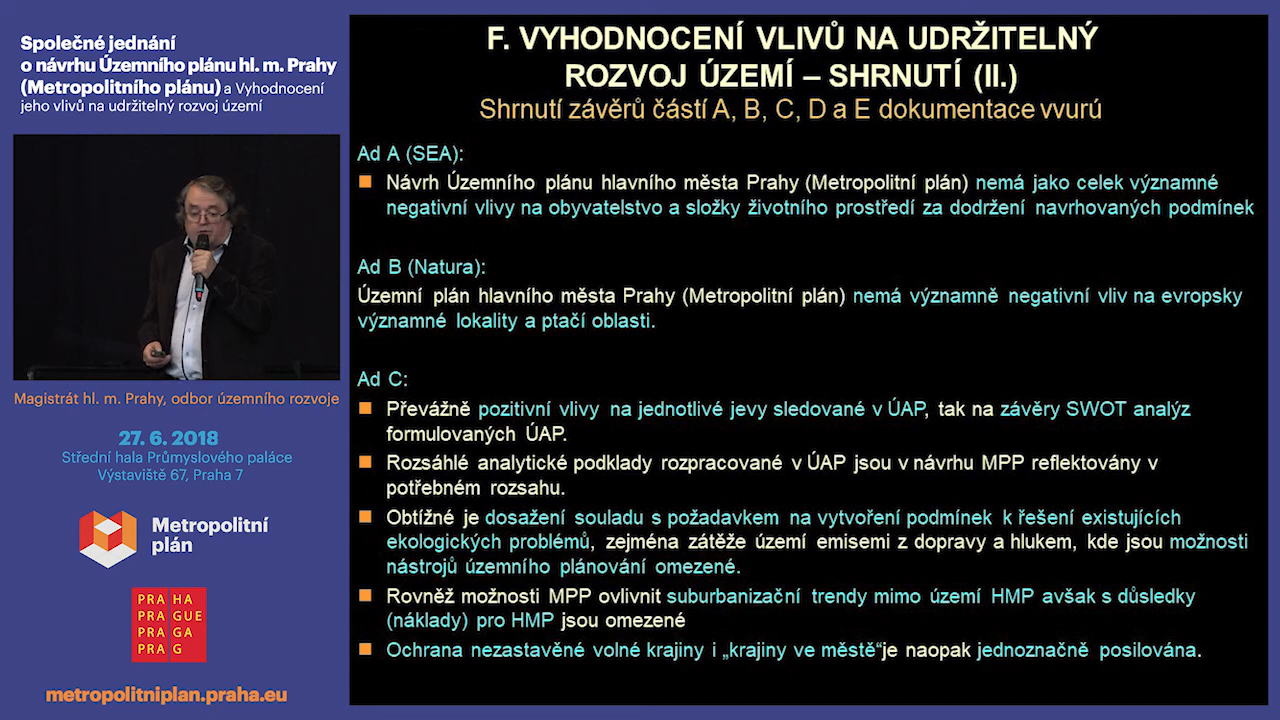 Společné jednání
o návrhu Územního plánu hl. m. Prahy
(Metropolitního plánu) a Vyhodnocení
jeho vlivů na udržitelný rozvoj území
Magistrát hl. m. Prahy, odbor územního rozvoje
27. 6. 2018
Střední hala Průmyslového paláce
Výstaviště 67, Praha 7
Metropolitní
plán
PRA HA
PRA GUE
PRA GA
PRA G
metropolitniplan.praha.eu
F. VYHODNOCENÍ VLIVŮ NA UDRŽITELNÝ
ROZVOJ ÚZEMÍ – SHRNUTÍ (II.)
Shrnutí závěrů částí A, B, C, D a E dokumentace vvurú
Ad A (SEA):
Návrh Územního plánu hlavního města Prahy (Metropolitní plán) nemá jako celek významné
negativní vlivy na obyvatelstvo a složky životního prostředí za dodržení navrhovaných podmínek
Ad B (Natura):
Územní plán hlavního města Prahy (Metropolitní plán) nemá významně negativní vliv na evropsky
významné lokality a ptačí oblasti.
Ad C:
Převážně pozitivní vlivy na jednotlivé jevy sledované v ÚAP, tak na závěry SWOT analýz
formulovaných ÚAP.
Rozsáhlé analytické podklady rozpracované v ÚAP jsou v návrhu MPP reflektovány v
potřebném rozsahu.
Obtížné je dosažení souladu s požadavkem na vytvoření podmínek k řešení existujících
ekologických problémů, zejména zátěže území emisemi z dopravy a hlukem, kde jsou možnosti
nástrojů územního plánování omezené.
Rovněž možnosti MPP ovlivnit suburbanizační trendy mimo území HMP avšak s důsledky
(náklady) pro HMP jsou omezené
Ochrana nezastavěné volné krajiny i „krajiny ve městě“je naopak jednoznačně posilována.